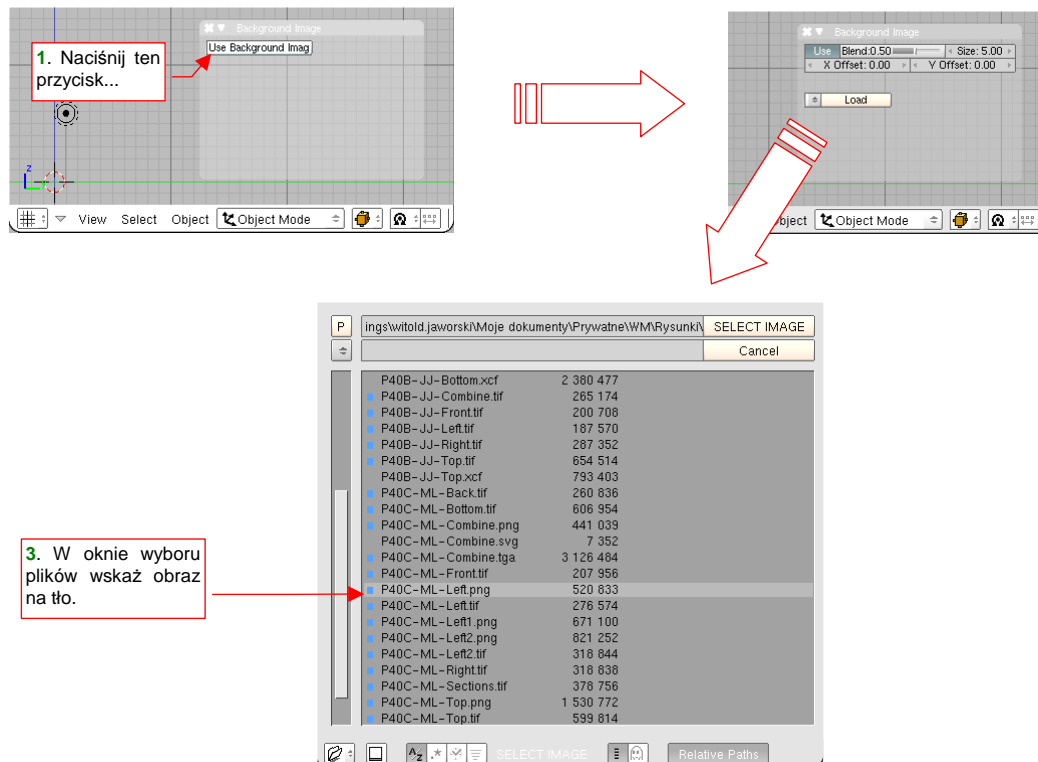 Background Image
Use Background Imag
1. Naciśnij ten
przycisk...
z
View Select Object Object Mode
Background Image
Use Blend:0.50 Size: 5.00
X Offset: 0.00 Y Offset: 0.00
Load
bject Object Mode
P ings\witold.jaworski\Moje dokumenty\Prywatne\WM\Rysunki\ SELECT IMAGE
Cancel
P40B-JJ-Bottom.xcf 2 380 477
P40B-JJ-Combine.tif 265 174
P40B-JJ-Front.tif 200 708
P40B-JJ-Left.tif 187 570
P40B-JJ-Right.tif 287 352
P40B-JJ-Top.tif 654 514
P40B-JJ-Top.xcf 793 403
P40C-ML-Back.tif 260 836
P40C-ML-Bottom.tif 606 954
P40C-ML-Combine.png 441 039
P40C-ML-Combine.svg 7 352
P40C-ML-Combine.tga 3 126 484
P40C-ML-Front.tif 207 956
P40C-ML-Left.png 520 833
P40C-ML-Left.tif 276 574
P40C-ML-Left1.png 671 100
P40C-ML-Left2.png 821 252
P40C-ML-Left2.tif 318 844
P40C-ML-Right.tif 318 838
P40C-ML-Sections.tif 378 756
P40C-ML-Top.png 1 530 772
P40C-ML-Top.tif 599 814
3. W oknie wyboru
plików wskaż obraz
na tło.
SELECT IMAGE Relative Paths